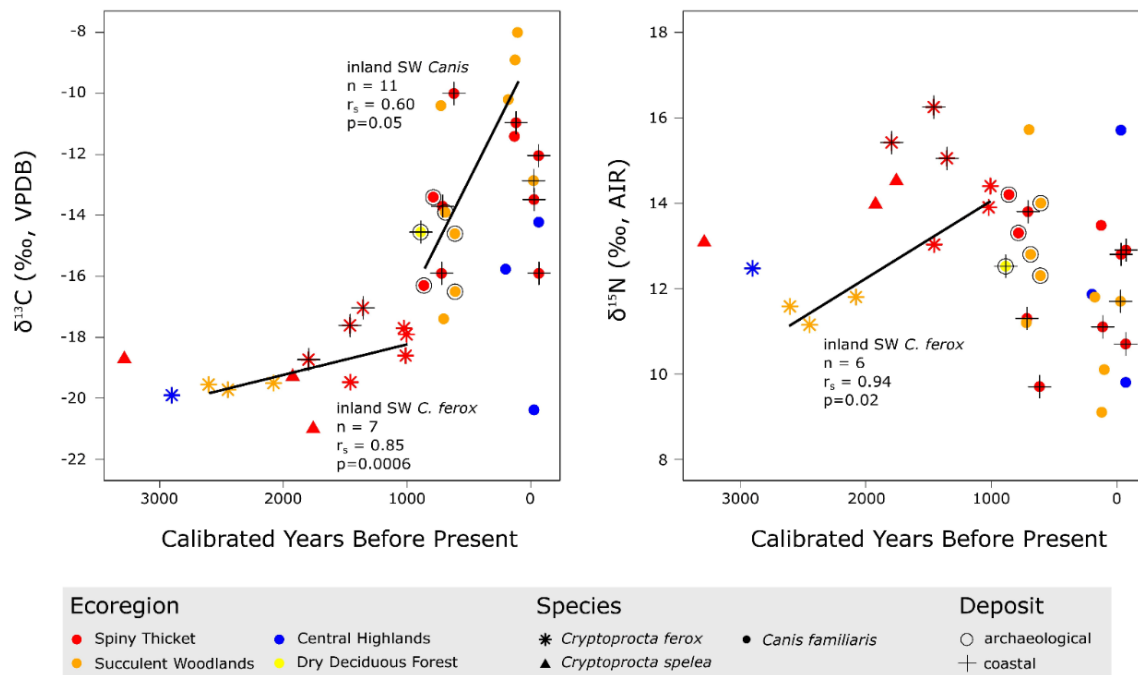 -8
-10
-12
-14
-16
-18
-20
-22
δ¹³C (‰, VPDB)
inland SW Canis
n = 11
rₛ = 0.60
p=0.05
inland SW C. ferox
n = 7
rₛ = 0.85
p=0.0006
3000 2000 1000 0
Calibrated Years Before Present
18
16
14
12
10
8
δ¹⁵N (‰, AIR)
inland SW C. ferox
n = 6
rₛ = 0.94
p=0.02
3000 2000 1000 0
Calibrated Years Before Present
Ecoregion
Spiny Thicket
Succulent Woodlands
Central Highlands
Dry Deciduous Forest
Species
Cryptoprocta ferox
Cryptoprocta spelea
Canis familiaris
Deposit
archaeological
coastal